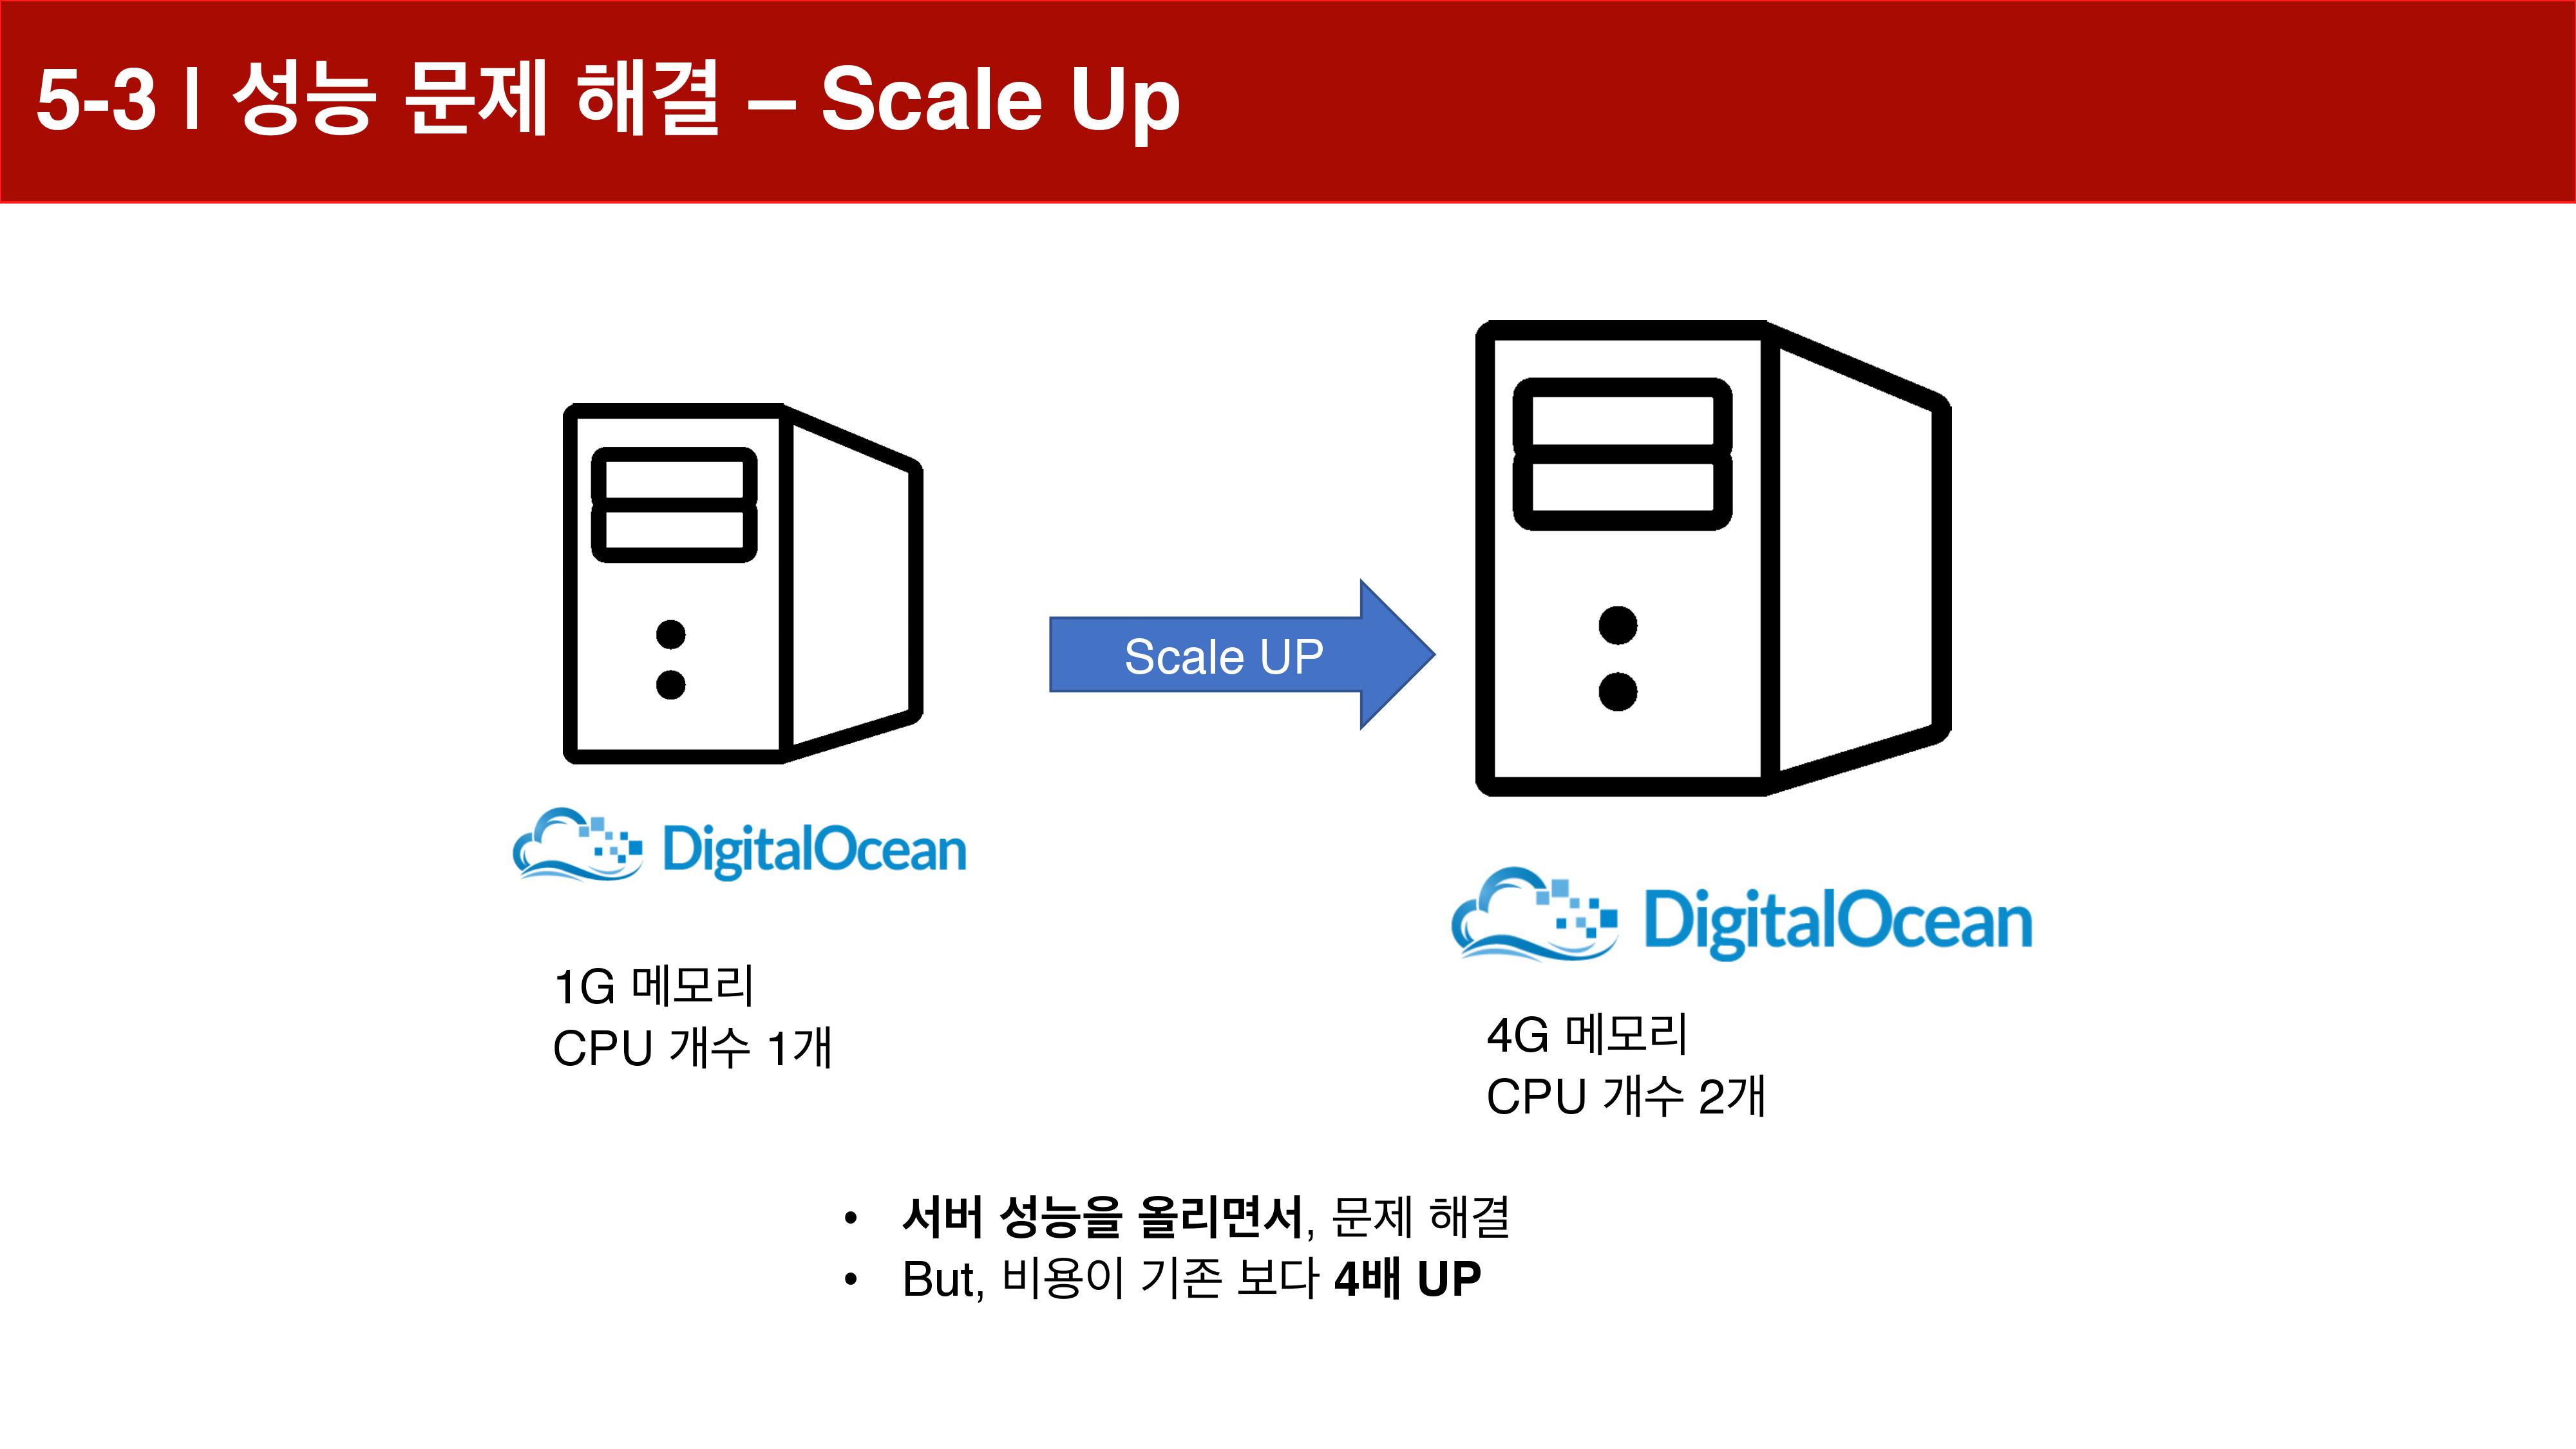 5-3 | 성능 문제 해결 – Scale Up
Scale UP
DigitalOcean
DigitalOcean
1G 메모리
CPU 개수 1개
4G 메모리
CPU 개수 2개
• 서버 성능을 올리면서, 문제 해결
• But, 비용이 기존 보다 4배 UP